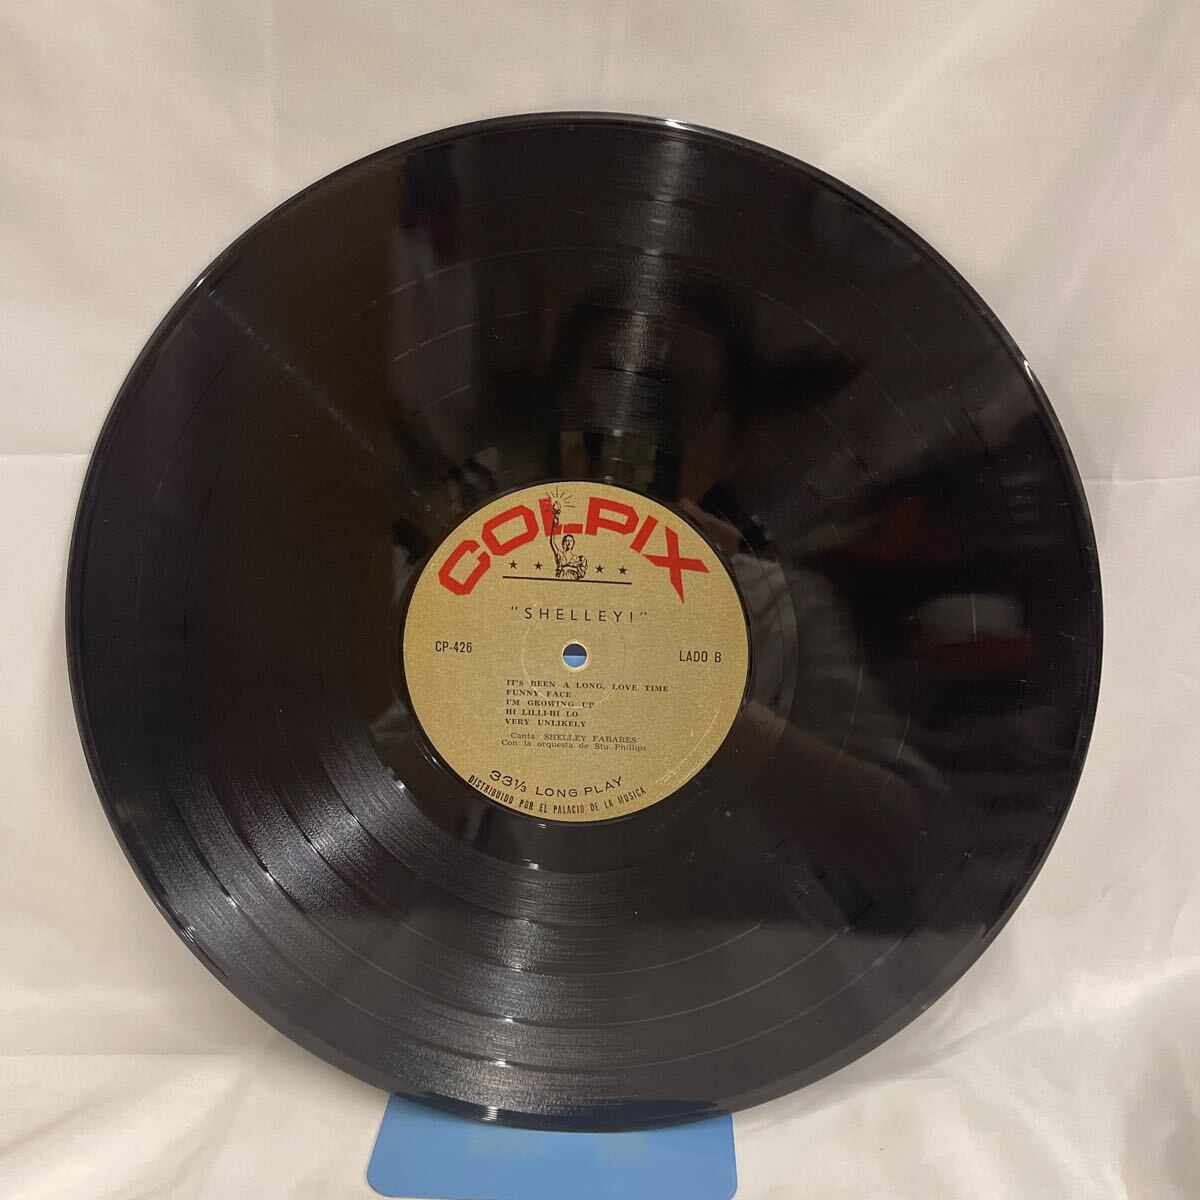 COLPIX
"SHELLEY!"
CP-426
LADO B
IT'S BEEN A LONG, LOVE TIME
FUNNY FACE
I'M GROWING UP
HI LILLI-HI LO
VERY UNLIKELY
Canta: SHELLEY FABARES
Con la orquesta de Stu Phillips
33⅓ LONG PLAY
DISTRIBUIDO POR EL PALACIO DE LA MUSICA